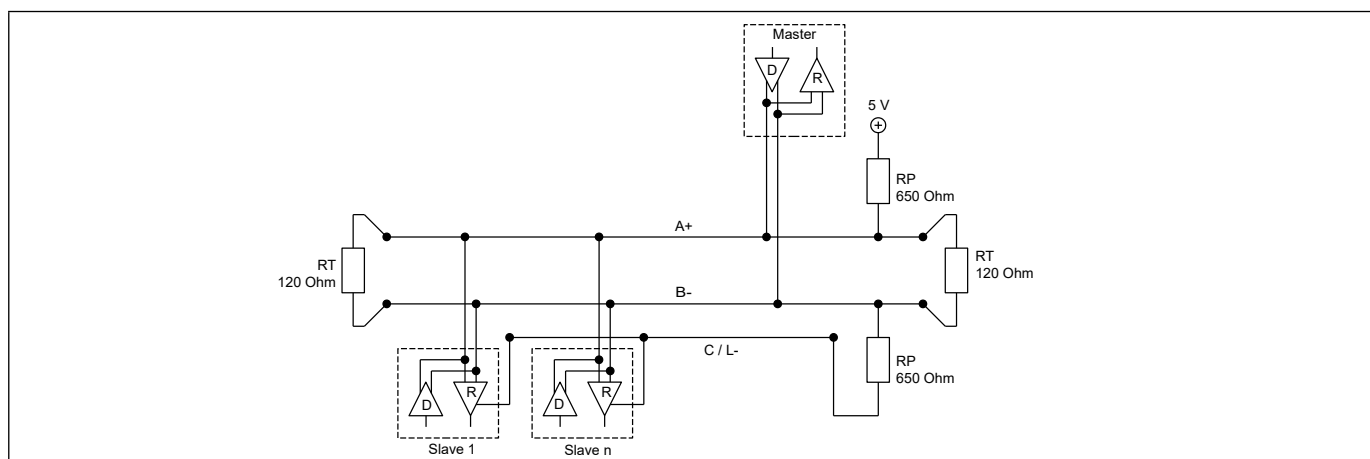 Master
D
R
5 V
RP
650 Ohm
A+
RT
120 Ohm
RT
120 Ohm
B-
C / L-
RP
650 Ohm
D
R
D
R
Slave 1
Slave n